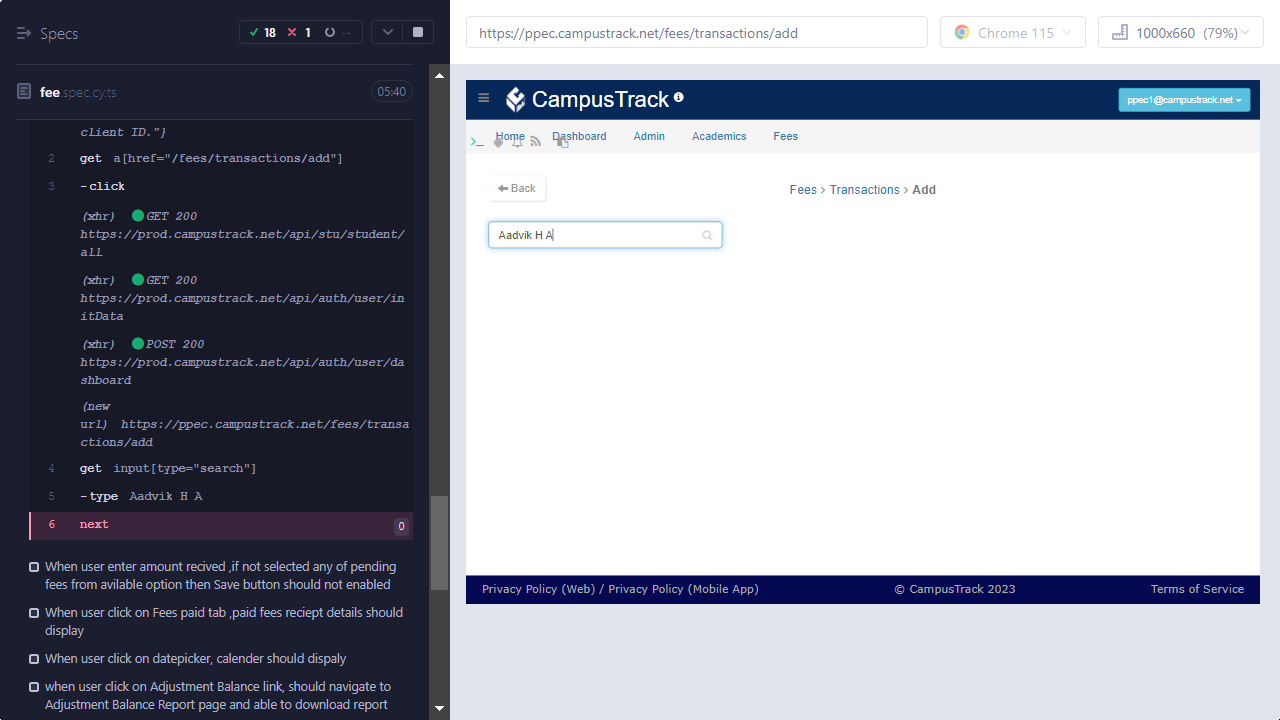 Specs
18 1 --
fee.spec.cy.ts
05:40
client ID."}
2 get a[href="/fees/transactions/add"]
3 -click
(xhr) GET 200
https://prod.campustrack.net/api/stu/student/
all
(xhr) GET 200
https://prod.campustrack.net/api/auth/user/in
itData
(xhr) POST 200
https://prod.campustrack.net/api/auth/user/da
shboard
(new
url) https://ppec.campustrack.net/fees/transa
ctions/add
4 get input[type="search"]
5 -type Aadvik H A
6 next 0
When user enter amount recived ,if not selected any of pending
fees from avilable option then Save button should not enabled
When user click on Fees paid tab ,paid fees reciept details should
display
When user click on datepicker, calender should dispaly
when user click on Adjustment Balance link, should navigate to
Adjustment Balance Report page and able to download report
https://ppec.campustrack.net/fees/transactions/add
Chrome 115
1000x660 (79%)
CampusTrack
ppec1@campustrack.net
Home Dashboard Admin Academics Fees
Back
Fees > Transactions > Add
Aadvik H A
Privacy Policy (Web) / Privacy Policy (Mobile App)
© CampusTrack 2023
Terms of Service